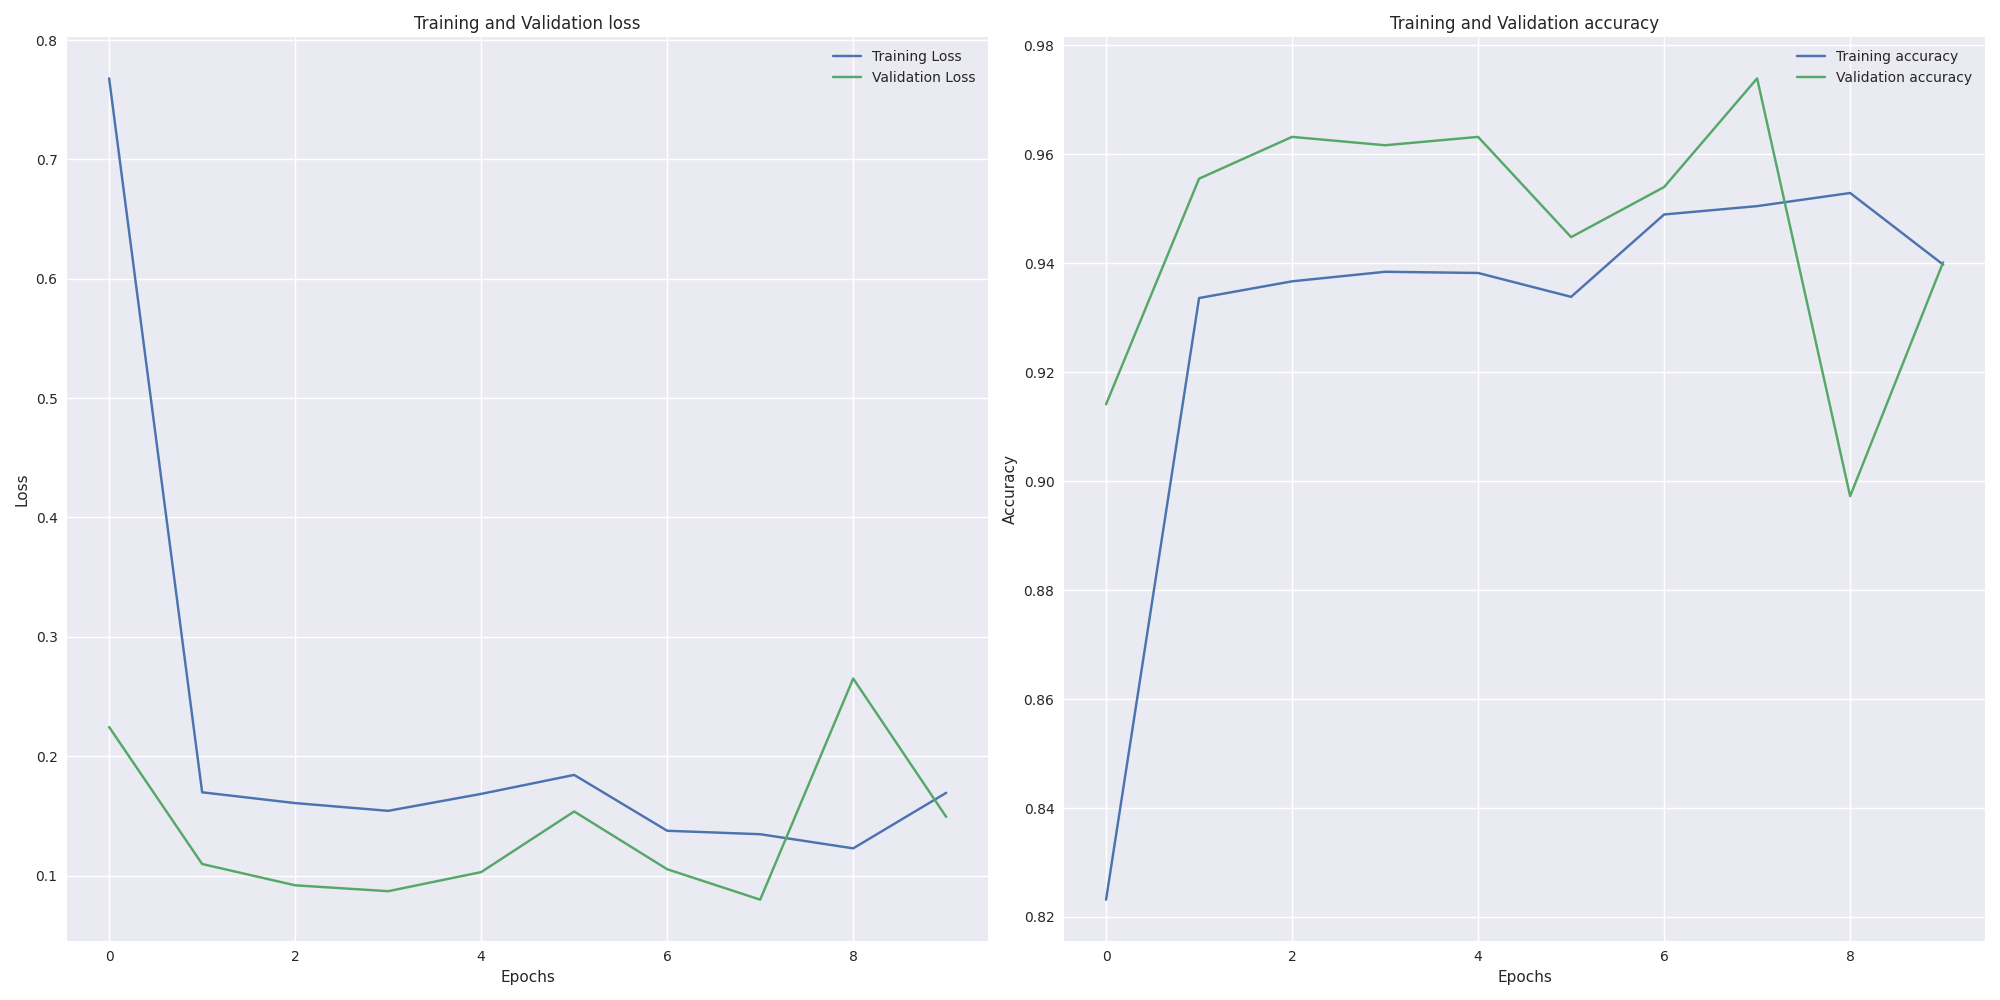 Training and Validation loss
Training Loss
Validation Loss
0.8
0.7
0.6
0.5
0.4
0.3
0.2
0.1
Loss
0 2 4 6 8
Epochs
Training and Validation accuracy
Training accuracy
Validation accuracy
0.98
0.96
0.94
0.92
0.90
0.88
0.86
0.84
0.82
Accuracy
0 2 4 6 8
Epochs